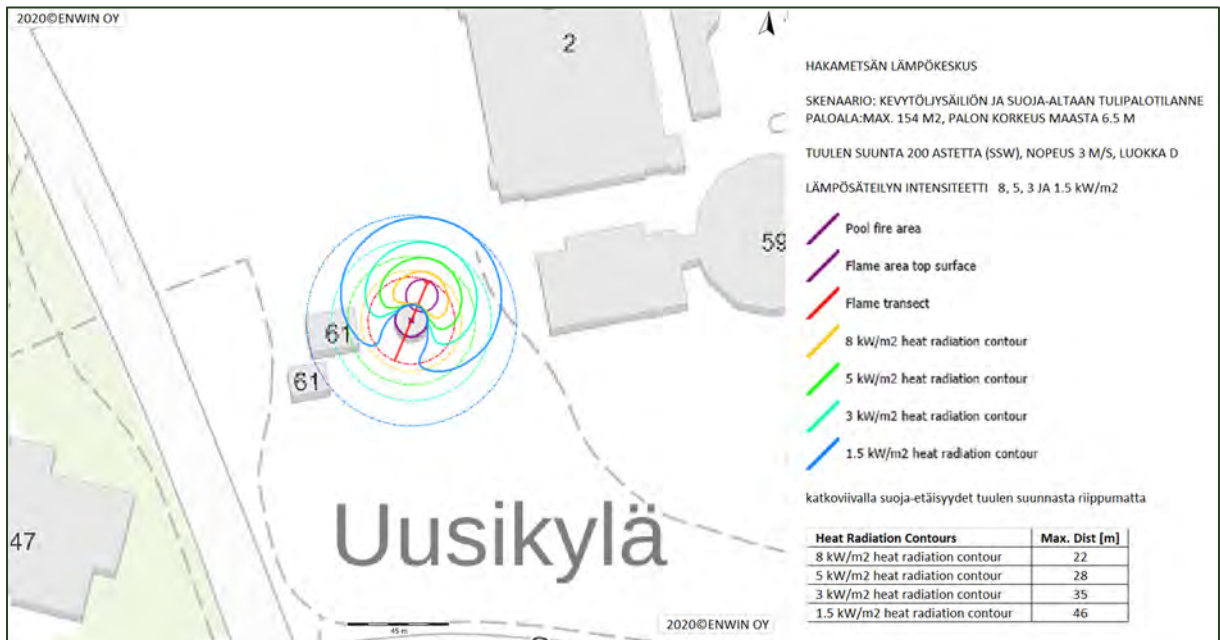 2020©ENWIN OY
2
59
61
61
47
Uusikylä
45 m
2020©ENWIN OY
HAKAMETSÄN LÄMPÖKESKUS
SKENAARIO: KEVYTÖLJYSÄILIÖN JA SUOJA-ALTAAN TULIPALOTILANNE
PALOALA:MAX. 154 M2, PALON KORKEUS MAASTA 6.5 M
TUULEN SUUNTA 200 ASTETTA (SSW), NOPEUS 3 M/S, LUOKKA D
LÄMPÖSÄTEILYN INTENSITEETTI 8, 5, 3 JA 1.5 kW/m2
Pool fire area
Flame area top surface
Flame transect
8 kW/m2 heat radiation contour
5 kW/m2 heat radiation contour
3 kW/m2 heat radiation contour
1.5 kW/m2 heat radiation contour
katkoviivalla suoja-etäisyydet tuulen suunnasta riippumatta
Heat Radiation Contours Max. Dist [m]
8 kW/m2 heat radiation contour 22
5 kW/m2 heat radiation contour 28
3 kW/m2 heat radiation contour 35
1.5 kW/m2 heat radiation contour 46